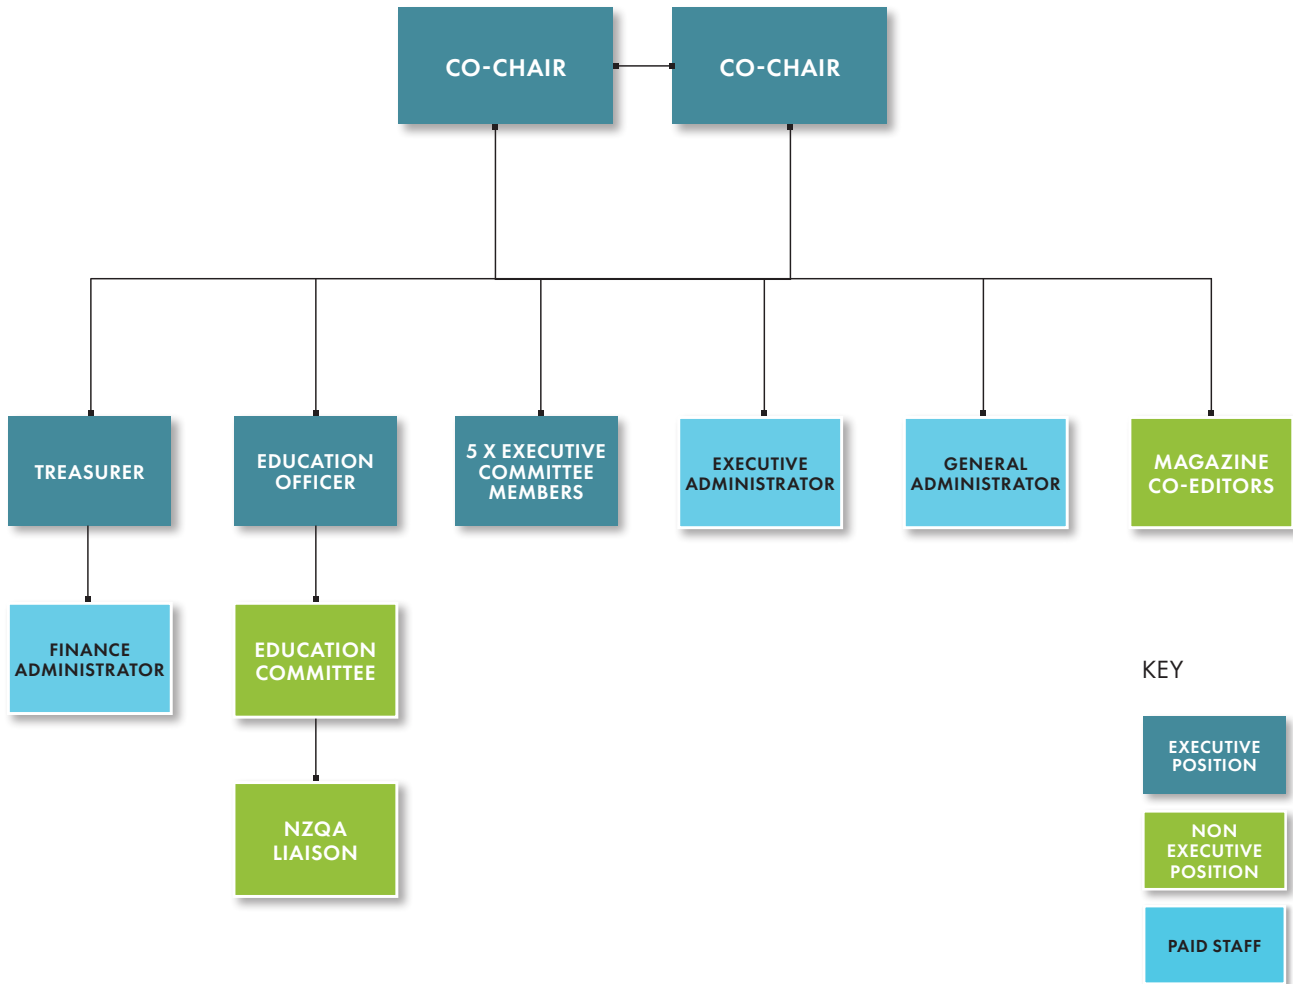 CO-CHAIR
CO-CHAIR
TREASURER
EDUCATION
OFFICER
5 X EXECUTIVE
COMMITTEE
MEMBERS
EXECUTIVE
ADMINISTRATOR
GENERAL
ADMINISTRATOR
MAGAZINE
CO-EDITORS
FINANCE
ADMINISTRATOR
EDUCATION
COMMITTEE
NZQA
LIAISON
KEY
EXECUTIVE
POSITION
NON
EXECUTIVE
POSITION
PAID STAFF